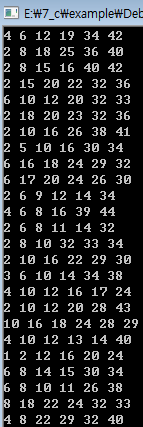 E:₩7_c₩example₩Deb
4 6 12 19 34 42
2 8 18 25 36 40
2 8 15 16 40 42
2 15 20 22 32 36
6 10 12 20 32 33
2 18 20 23 32 36
2 10 16 26 38 41
2 5 10 16 30 34
6 16 18 24 29 32
6 17 20 24 26 30
2 6 9 12 14 34
4 6 8 16 39 44
2 6 8 11 14 32
2 8 10 32 33 34
2 10 16 22 29 30
3 6 10 14 34 38
4 10 12 16 17 24
2 10 12 20 28 43
10 16 18 24 28 29
4 10 12 13 14 40
1 2 12 16 20 24
6 8 14 15 30 34
6 8 10 11 26 38
8 18 22 24 32 33
4 8 22 29 32 40